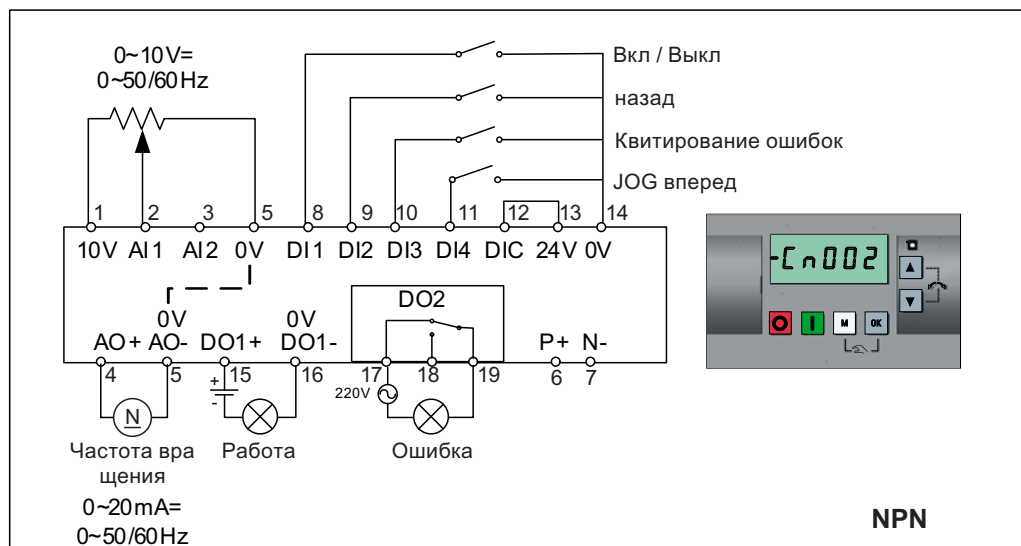 0~10V=
0~50/60Hz
Вкл / Выкл
назад
Квитирование ошибок
JOG вперед
1 2 3 5 8 9 10 11 12 13 14
10V AI1 AI2 0V DI1 DI2 DI3 DI4 DIC 24V 0V
-Cn002
M OK
DO2
0V 0V
AO+ AO- DO1+ DO1- P+ N-
4 5 15 16 17 18 19 6 7
+
-
220V
N
Частота вра
щения
Работа
Ошибка
0~20mA=
0~50/60Hz
NPN